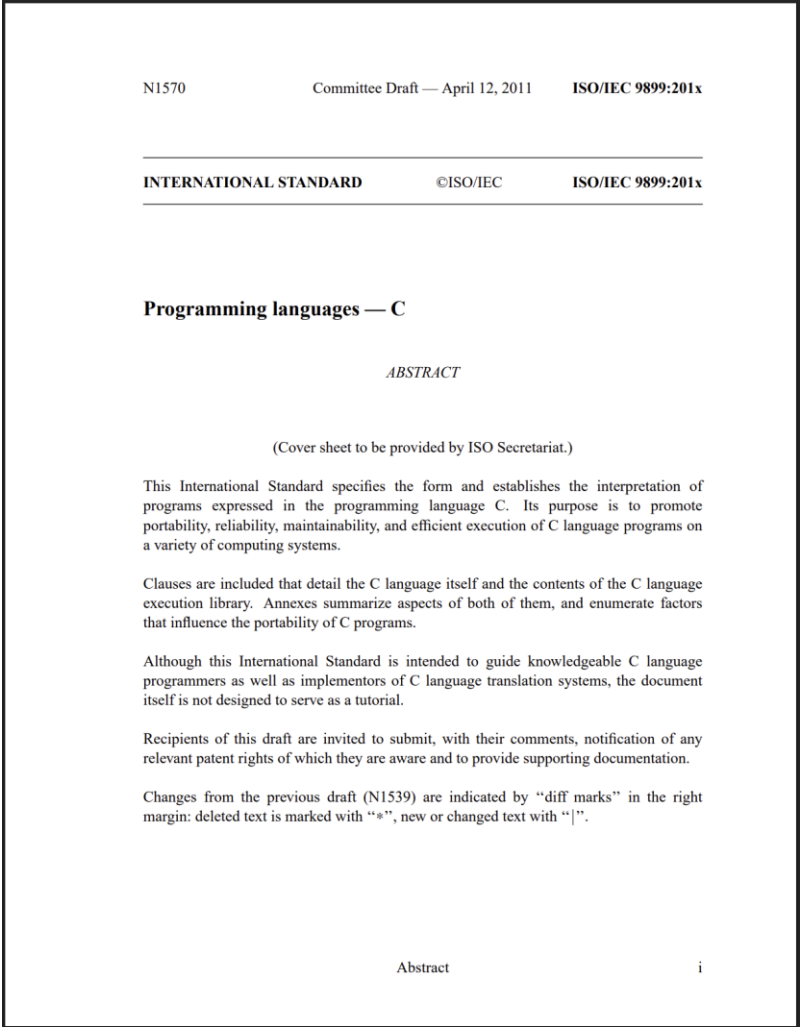 N1570 Committee Draft — April 12, 2011 ISO/IEC 9899:201x
INTERNATIONAL STANDARD ©ISO/IEC ISO/IEC 9899:201x
Programming languages — C
ABSTRACT
(Cover sheet to be provided by ISO Secretariat.)
This International Standard specifies the form and establishes the interpretation of
programs expressed in the programming language C. Its purpose is to promote
portability, reliability, maintainability, and efficient execution of C language programs on
a variety of computing systems.
Clauses are included that detail the C language itself and the contents of the C language
execution library. Annexes summarize aspects of both of them, and enumerate factors
that influence the portability of C programs.
Although this International Standard is intended to guide knowledgeable C language
programmers as well as implementors of C language translation systems, the document
itself is not designed to serve as a tutorial.
Recipients of this draft are invited to submit, with their comments, notification of any
relevant patent rights of which they are aware and to provide supporting documentation.
Changes from the previous draft (N1539) are indicated by ‘‘diff marks’’ in the right
margin: deleted text is marked with ‘‘*’’, new or changed text with ‘‘|’’.
Abstract i